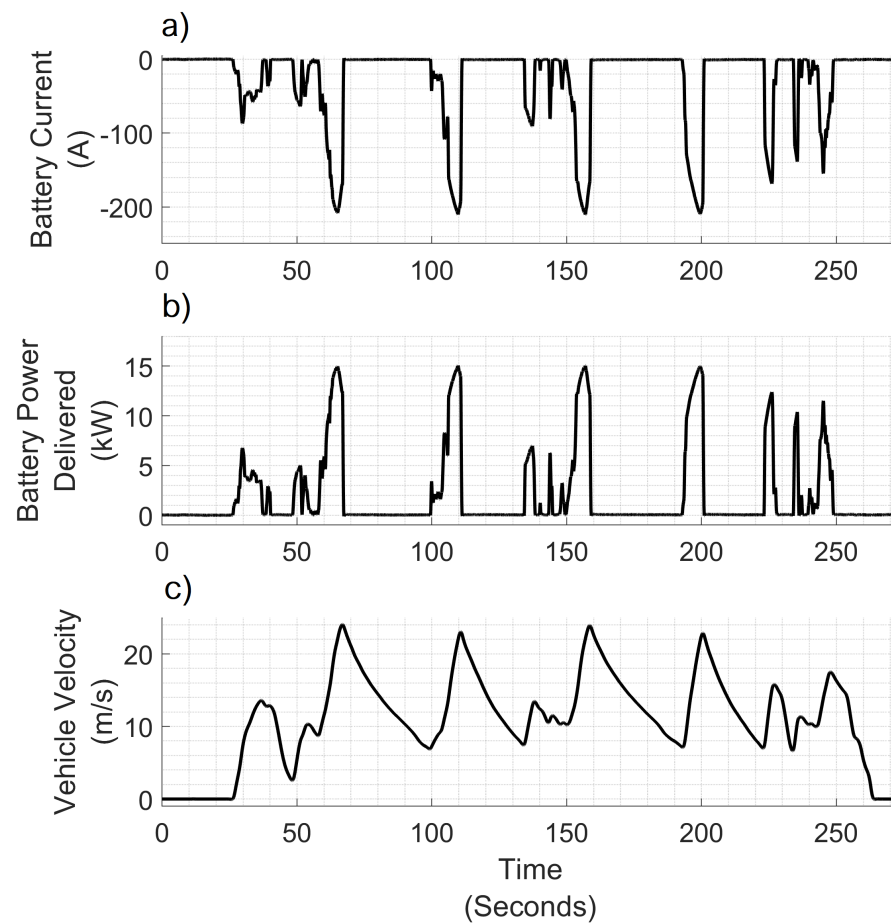 a)
Battery Current
(A)
0
-100
-200
0 50 100 150 200 250
b)
Battery Power
Delivered
(kW)
15
10
5
0
0 50 100 150 200 250
c)
Vehicle Velocity
(m/s)
20
10
0
0 50 100 150 200 250
Time
(Seconds)